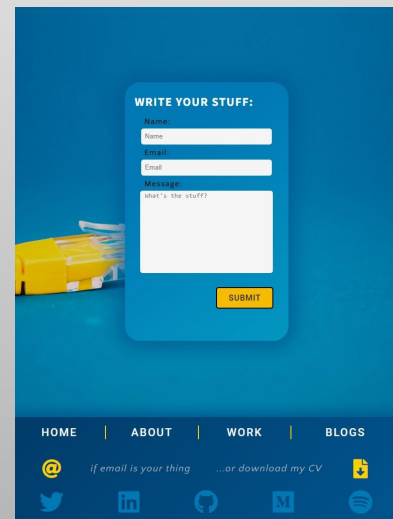 WRITE YOUR STUFF:
Name:
Name
Email:
Email
Message:
What's the stuff?
SUBMIT
HOME | ABOUT | WORK | BLOGS
@ if email is your thing ...or download my CV
in M